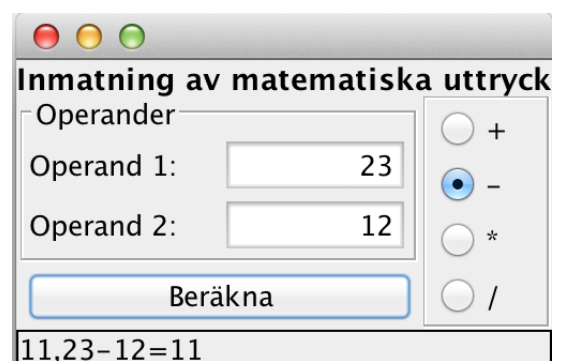 Inmatning av matematiska uttryck
Operander
Operand 1: 23
Operand 2: 12
+
-
*
/
Beräkna
11,23-12=11